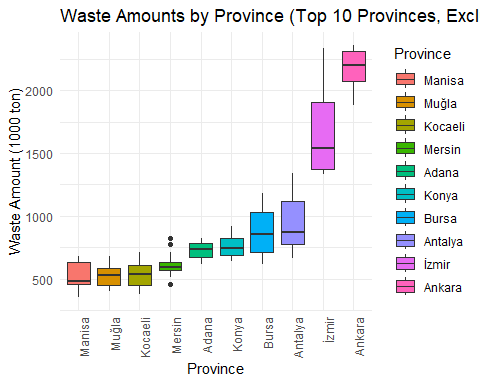 Waste Amounts by Province (Top 10 Provinces, Excl
Waste Amount (1000 ton)
2000
1500
1000
500
Manisa
Muğla
Kocaeli
Mersin
Adana
Konya
Bursa
Antalya
İzmir
Ankara
Province
Province
Manisa
Muğla
Kocaeli
Mersin
Adana
Konya
Bursa
Antalya
İzmir
Ankara